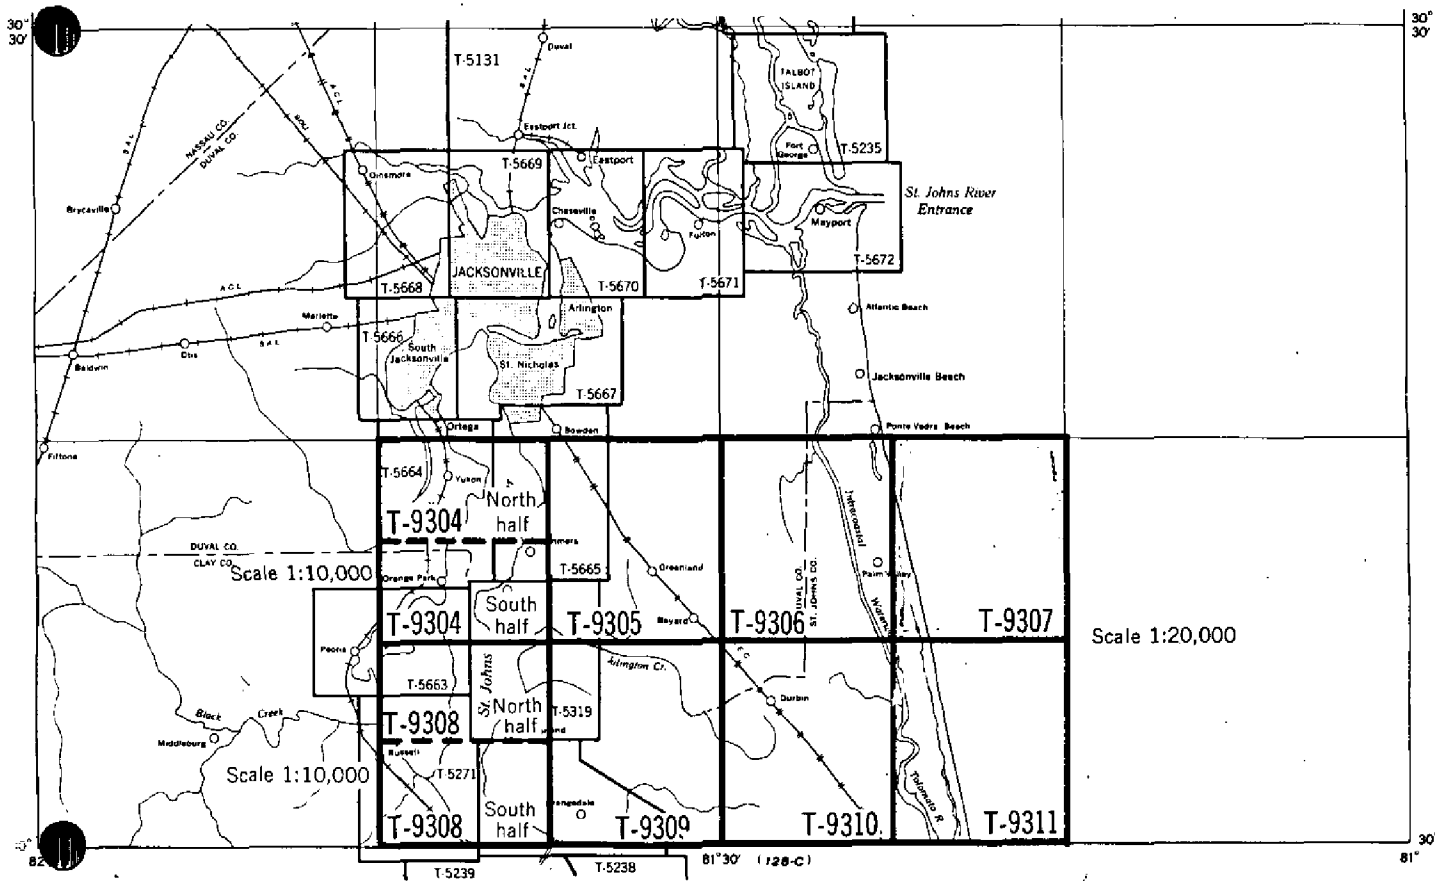 30°
30'
30°
30'
T-5131
B A L
Duval
TALBOT
ISLAND
A C L
SOU
B A L
NASSAU CO.
DUVAL CO.
Eastport Jct.
Fort
George
T-5235
T-5669
Eastport
Dinsmore
St. Johns River
Entrance
Bryceville
Chaseville
Fulton
Mayport
T-5672
JACKSONVILLE
A C L
T-5668
T-5670
T-5671
Arlington
Atlantic Beach
Marietta
T-5666
B A L
Otis
South
Jacksonville
St. Nicholas
Baldwin
Jacksonville Beach
T-5667
Ortega
Bowden
Ponte Vedra Beach
Fiftone
T-5664
Yukon
North
half
T-9304
Intracoastal
DUVAL CO.
CLAY CO.
Scale 1:10,000
Orange Park
T-5665
Greenland
Palm Valley
DUVAL CO.
ST. JOHNS CO.
South
half
T-9304
T-9305
Bayard
T-9306
T-9307
Scale 1:20,000
Peoria
T-5663
St. Johns
Durbin
Black Creek
North
half
T-5319
T-9308
Middleburg
Russell
Scale 1:10,000
T-5271
Tolomato R.
South
half
T-9308
T-9309
T-9310
T-9311
30°
82°
81°30'
(128-C)
81°
T-5239
T-5238